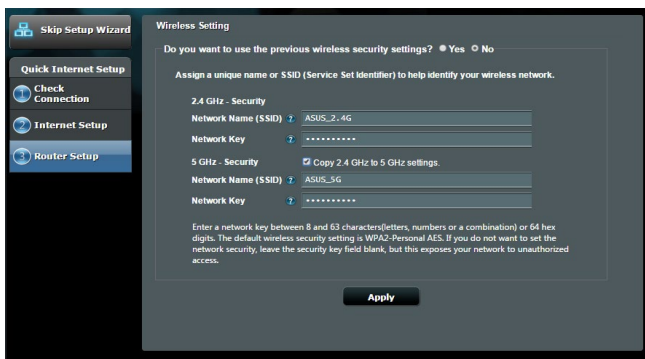 Skip Setup Wizard
Quick Internet Setup
1 Check
Connection
2 Internet Setup
3 Router Setup
Wireless Setting
Do you want to use the previous wireless security settings? Yes No
Assign a unique name or SSID (Service Set Identifier) to help identify your wireless network.
2.4 GHz - Security
Network Name (SSID) ? ASUS_2.4G
Network Key ? ••••••••••
5 GHz - Security Copy 2.4 GHz to 5 GHz settings.
Network Name (SSID) ? ASUS_5G
Network Key ? ••••••••••
Enter a network key between 8 and 63 characters(letters, numbers or a combination) or 64 hex
digits. The default wireless security setting is WPA2-Personal AES. If you do not want to set the
network security, leave the security key field blank, but this exposes your network to unauthorized
access.
Apply